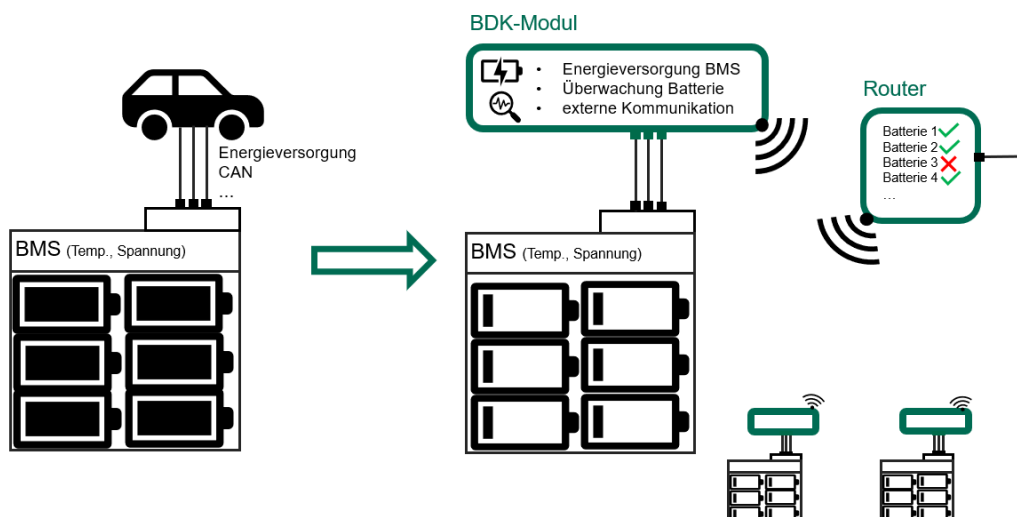 BDK-Modul
• Energieversorgung BMS
• Überwachung Batterie
• externe Kommunikation
Router
Batterie 1
Batterie 2
Batterie 3
Batterie 4
...
Energieversorgung
CAN
...
BMS (Temp., Spannung)
BMS (Temp., Spannung)